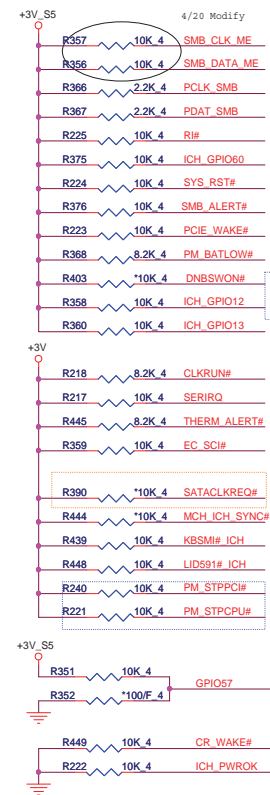 +3V_S5 4/20 Modify
R357 10K_4 SMB_CLK_ME
R356 10K_4 SMB_DATA_ME
R366 2.2K_4 PCLK_SMB
R367 2.2K_4 PDAT_SMB
R225 10K_4 RI#
R375 10K_4 ICH_GPIO60
R224 10K_4 SYS_RST#
R376 10K_4 SMB_ALERT#
R223 10K_4 PCIE_WAKE#
R368 8.2K_4 PM_BATLOW#
R403 *10K_4 DNBSWON#
R358 10K_4 ICH_GPIO12
R360 10K_4 ICH_GPIO13
+3V
R218 8.2K_4 CLKRUN#
R217 10K_4 SERIRQ
R445 8.2K_4 THERM_ALERT#
R359 10K_4 EC_SCI#
R390 *10K_4 SATACLKREQ#
R444 *10K_4 MCH_ICH_SYNC#
R439 10K_4 KBSMI#_ICH
R448 10K_4 LID591#_ICH
R240 10K_4 PM_STPPCI#
R221 10K_4 PM_STPCPU#
+3V_S5
R351 10K_4
GPIO57
R352 *100/F_4
R449 10K_4 CR_WAKE#
R222 10K_4 ICH_PWROK